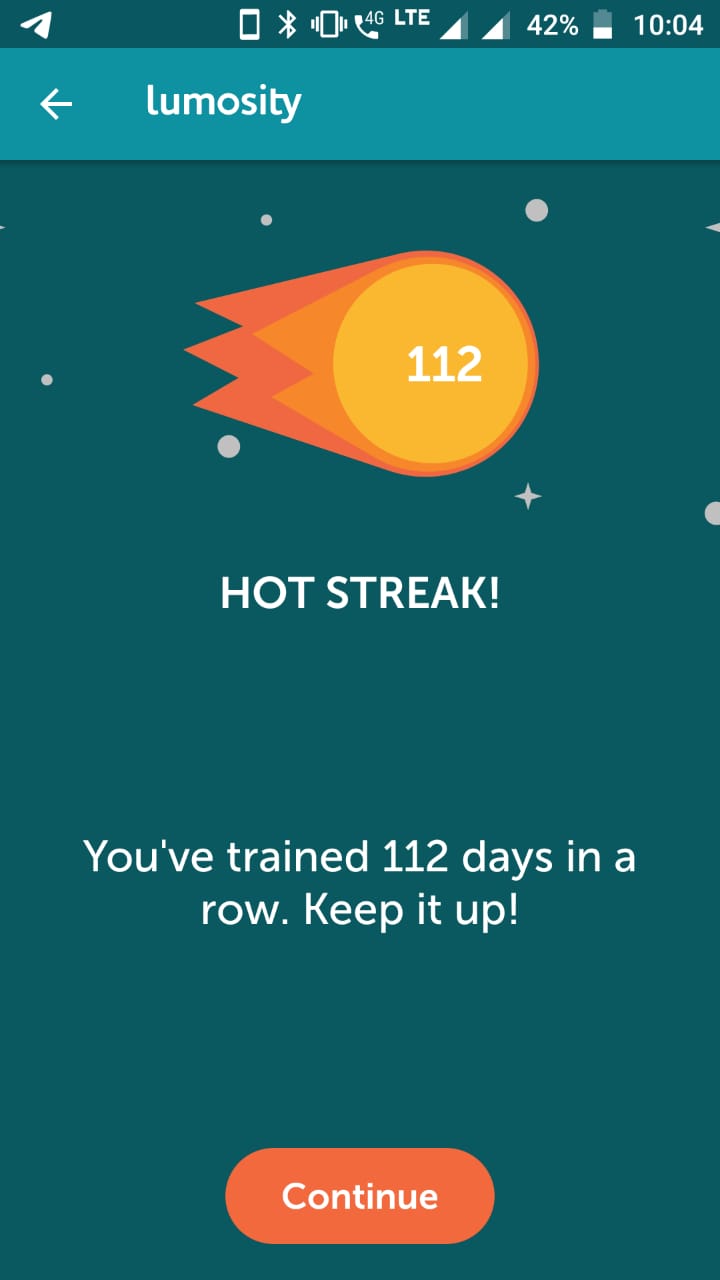 4G LTE 42% 10:04
lumosity
112
HOT STREAK!
You've trained 112 days in a
row. Keep it up!
Continue